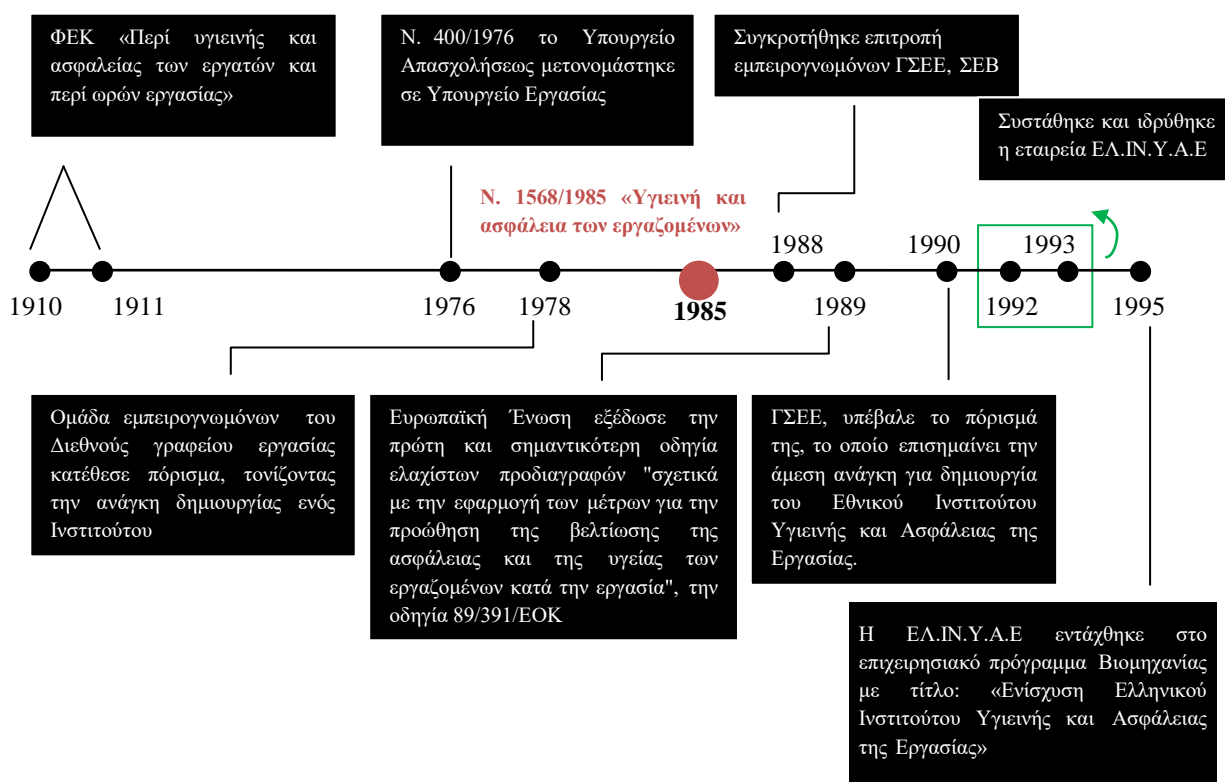 ΦΕΚ «Περί υγιεινής και
ασφαλείας των εργατών και
περί ωρών εργασίας»
Ν. 400/1976 το Υπουργείο
Απασχολήσεως μετονομάστηκε
σε Υπουργείο Εργασίας
Συγκροτήθηκε επιτροπή
εμπειρογνωμόνων ΓΣΕΕ, ΣΕΒ
Συστάθηκε και ιδρύθηκε
η εταιρεία ΕΛ.ΙΝ.Υ.Α.Ε
Ν. 1568/1985 «Υγιεινή και
ασφάλεια των εργαζομένων»
1988
1990
1993
1910
1911
1976
1978
1985
1989
1992
1995
Ομάδα εμπειρογνωμόνων του
Διεθνούς γραφείου εργασίας
κατέθεσε πόρισμα, τονίζοντας
την ανάγκη δημιουργίας ενός
Ινστιτούτου
Ευρωπαϊκή Ένωση εξέδωσε την
πρώτη και σημαντικότερη οδηγία
ελαχίστων προδιαγραφών "σχετικά
με την εφαρμογή των μέτρων για την
προώθηση της βελτίωσης της
ασφάλειας και της υγείας των
εργαζομένων κατά την εργασία", την
οδηγία 89/391/ΕΟΚ
ΓΣΕΕ, υπέβαλε το πόρισμά
της, το οποίο επισημαίνει την
άμεση ανάγκη για δημιουργία
του Εθνικού Ινστιτούτου
Υγιεινής και Ασφάλειας της
Εργασίας.
Η ΕΛ.ΙΝ.Υ.Α.Ε εντάχθηκε στο
επιχειρησιακό πρόγραμμα Βιομηχανίας
με τίτλο: «Ενίσχυση Ελληνικού
Ινστιτούτου Υγιεινής και Ασφάλειας
της Εργασίας»